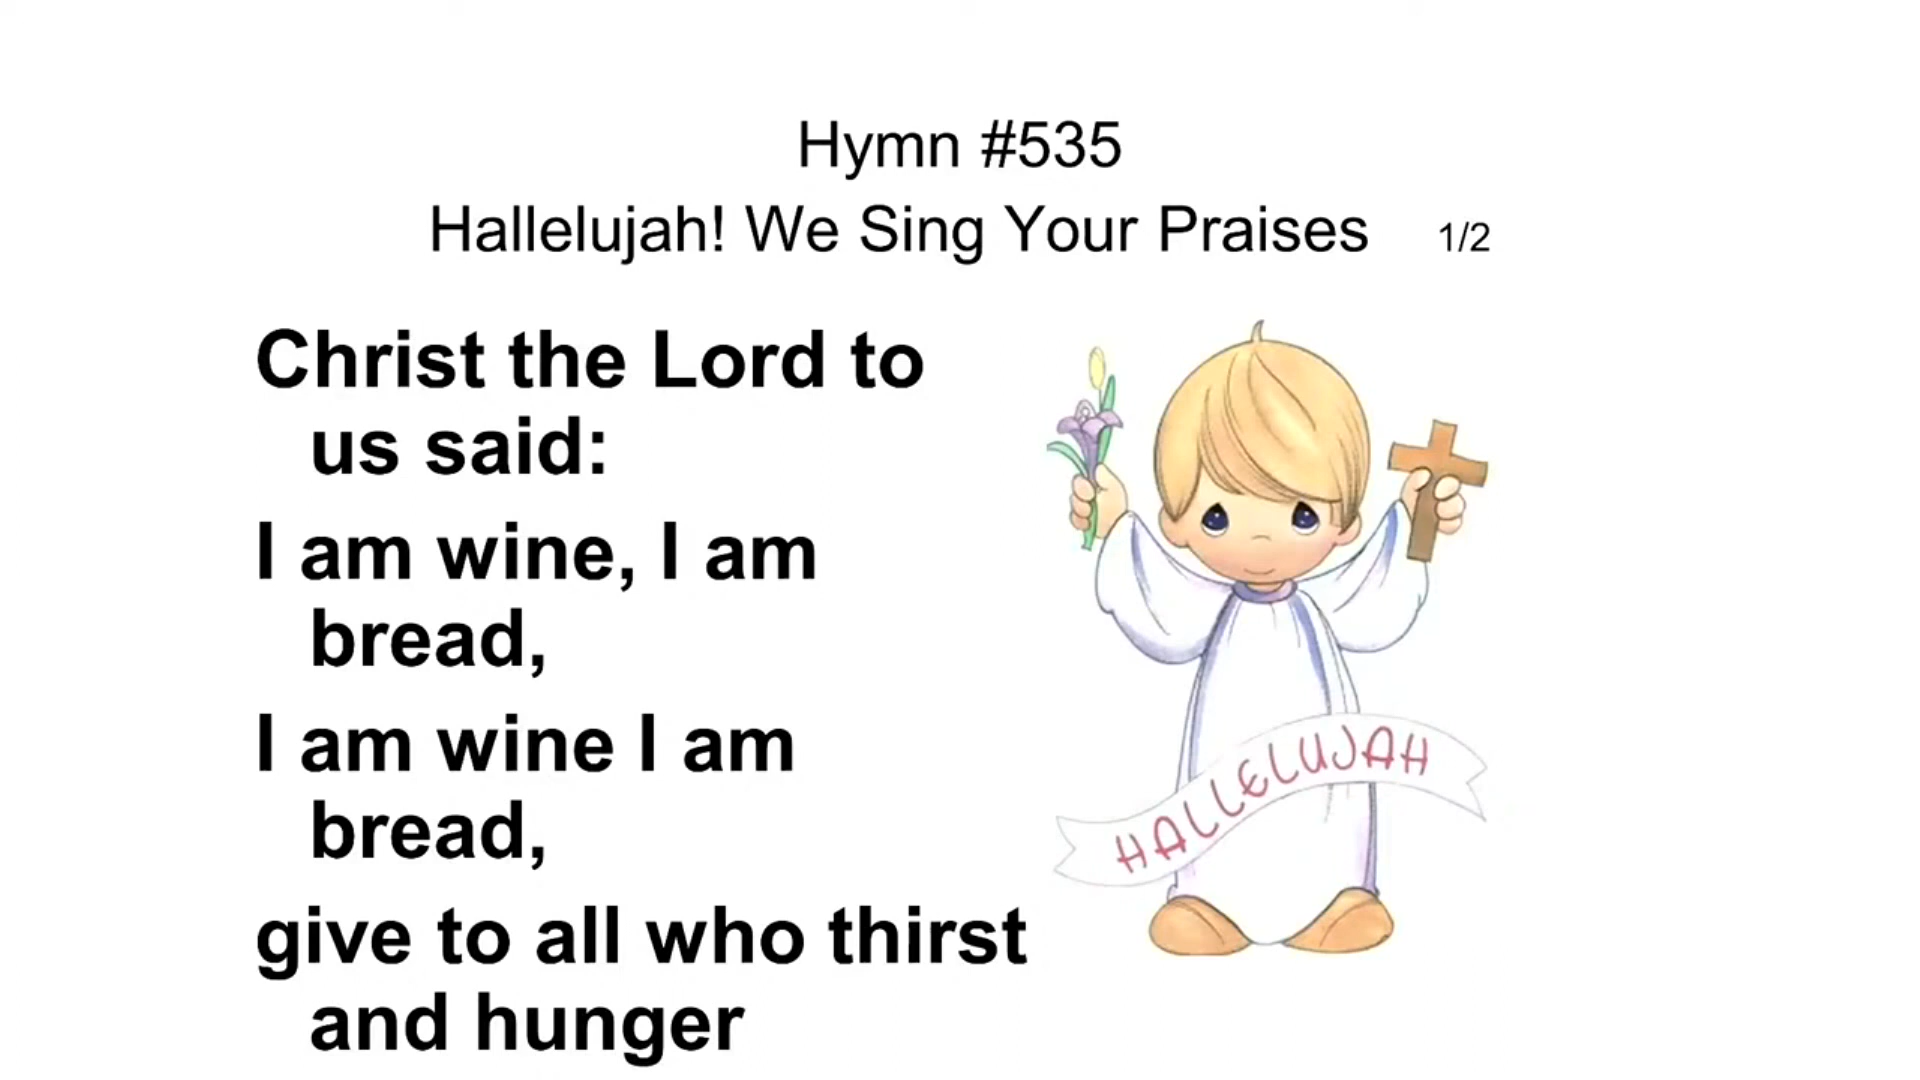 Hymn #535
Hallelujah! We Sing Your Praises 1/2
Christ the Lord to
us said:
I am wine, I am
bread,
I am wine I am
bread,
give to all who thirst
and hunger
HALLELUJAH